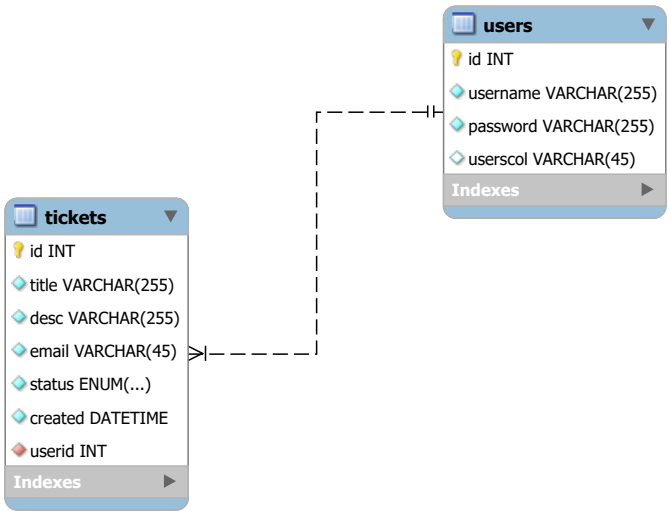 users
id INT
username VARCHAR(255)
password VARCHAR(255)
userscol VARCHAR(45)
Indexes
tickets
id INT
title VARCHAR(255)
desc VARCHAR(255)
email VARCHAR(45)
status ENUM(...)
created DATETIME
userid INT
Indexes